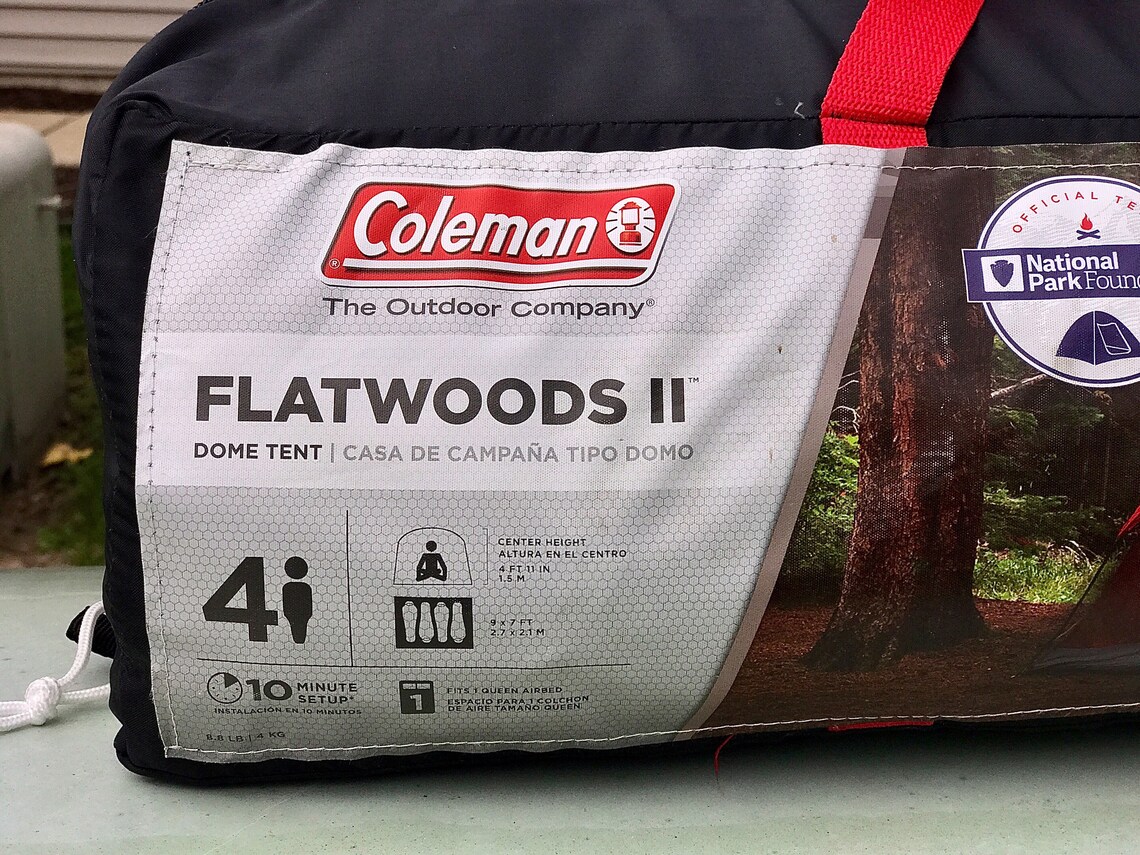 Coleman®
The Outdoor Company®
FLATWOODS II™
DOME TENT | CASA DE CAMPAÑA TIPO DOMO
4
CENTER HEIGHT
ALTURA EN EL CENTRO
4 FT 11 IN
1.5 M
9 x 7 FT
2.7 x 2.1 M
10 MINUTE
SETUP*
INSTALACIÓN EN 10 MINUTOS
1
FITS 1 QUEEN AIRBED
ESPACIO PARA 1 COLCHON
DE AIRE TAMAÑO QUEEN
8.8 LB | 4 KG
OFFICIAL TE
National
Park Found